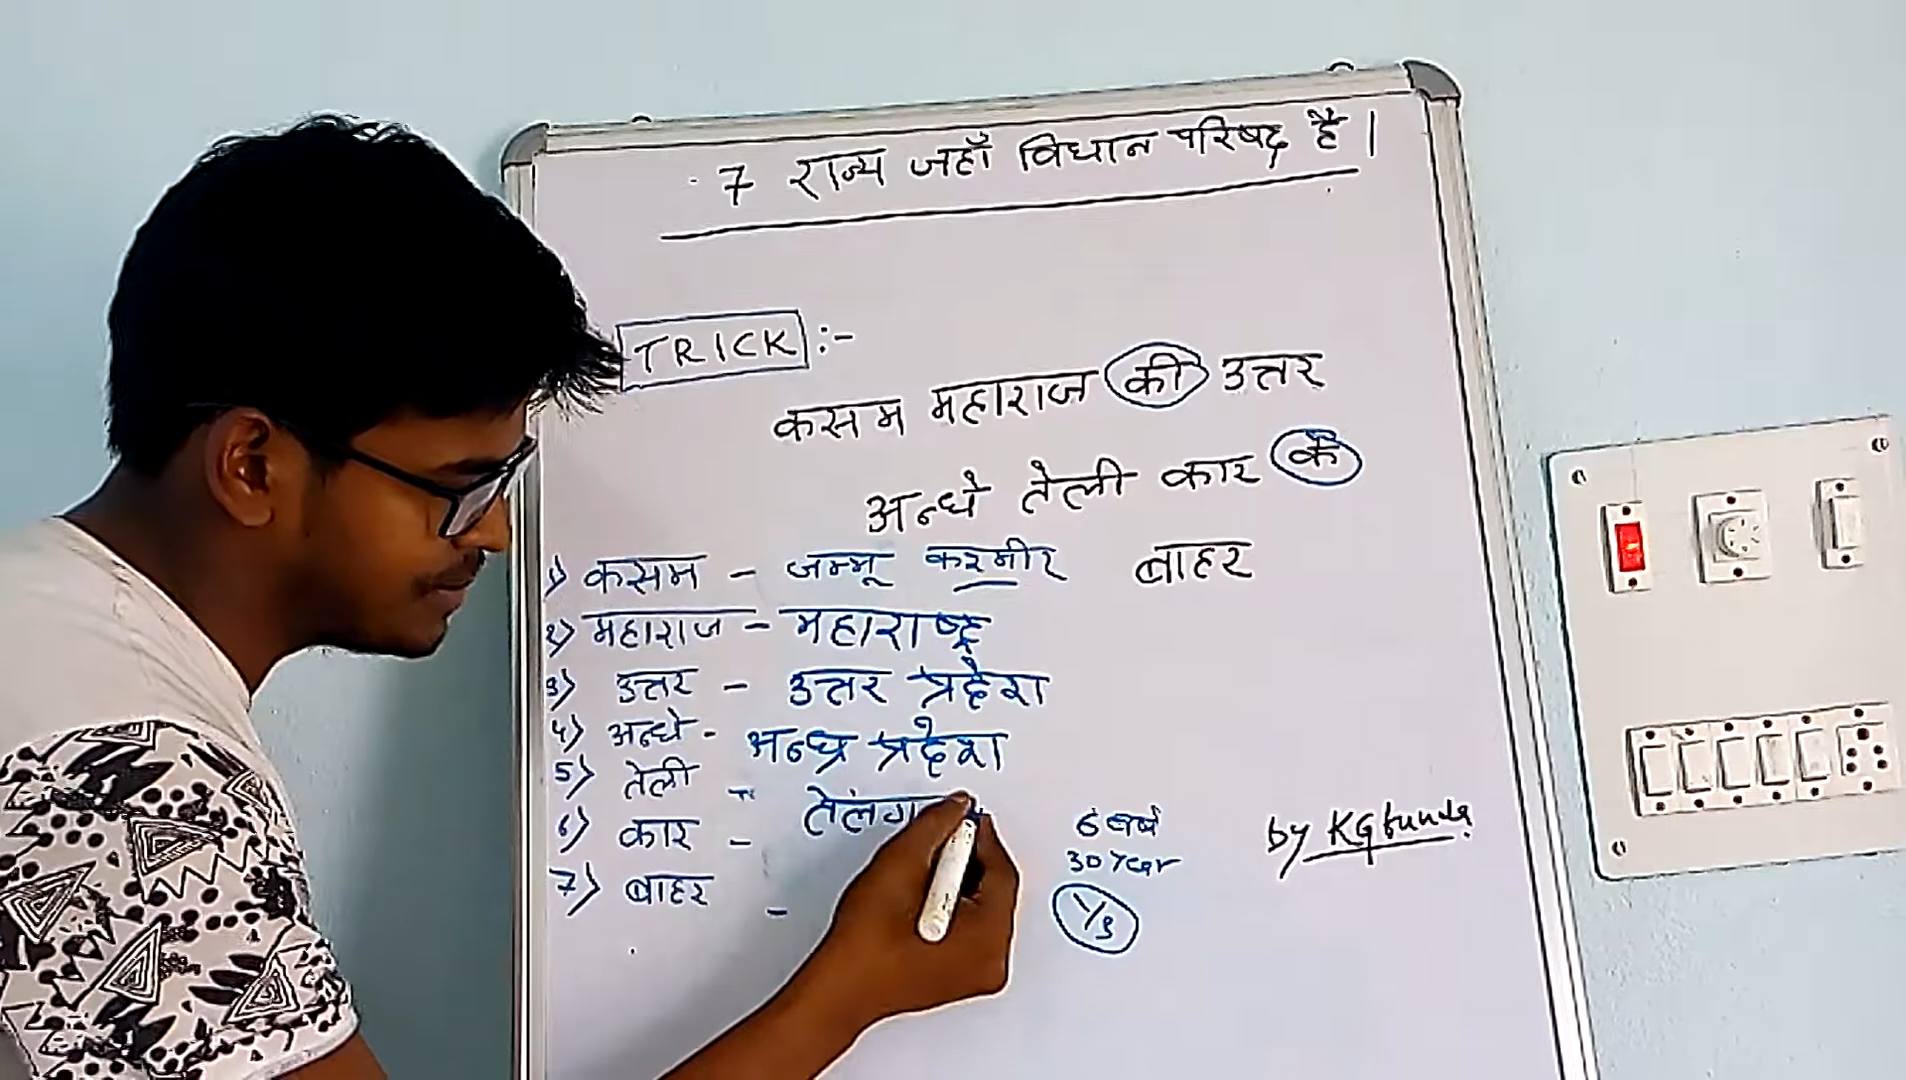 7 राज्य जहाँ विधान परिषद है।
TRICK :-
कसम महाराज की उत्तर
अन्धे तेली कार के
बाहर
1) कसम - जम्मू कश्मीर
2) महाराज - महाराष्ट्र
3) उत्तर - उत्तर प्रदेश
4) अन्धे - अन्ध्र प्रदेश
5) तेली - तेलंगा
6) कार -
7) बाहर -
6 वर्ष
30 Year
1/3
by KG funda